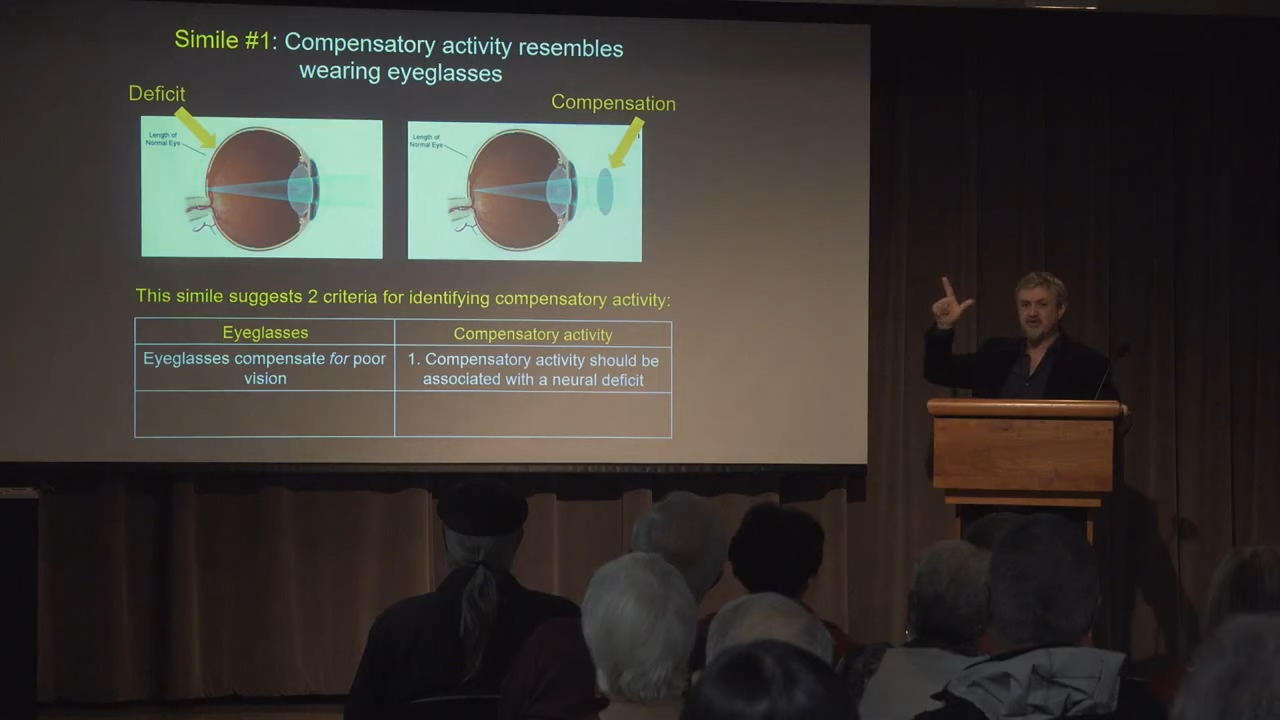 Simile #1: Compensatory activity resembles
wearing eyeglasses
Deficit
Compensation
Length of
Normal Eye
Length of
Normal Eye
This simile suggests 2 criteria for identifying compensatory activity:
Eyeglasses
Compensatory activity
Eyeglasses compensate for poor
vision
1. Compensatory activity should be
associated with a neural deficit